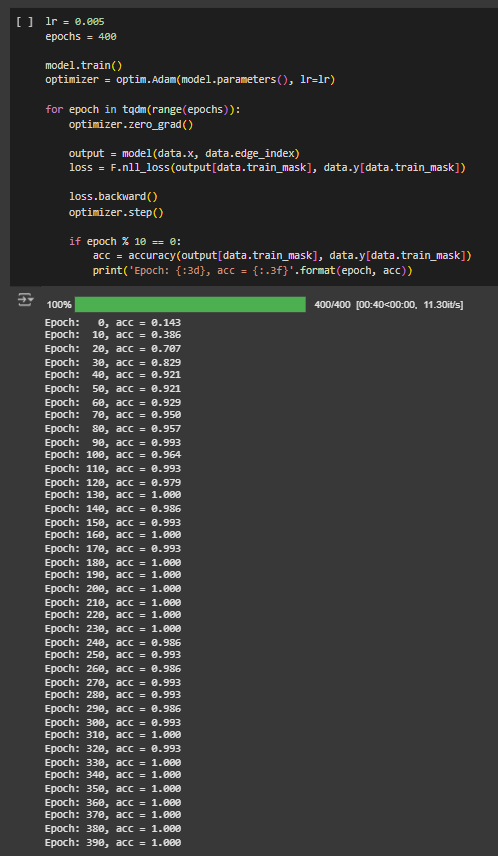 [ ] lr = 0.005
epochs = 400
model.train()
optimizer = optim.Adam(model.parameters(), lr=lr)
for epoch in tqdm(range(epochs)):
optimizer.zero_grad()
output = model(data.x, data.edge_index)
loss = F.nll_loss(output[data.train_mask], data.y[data.train_mask])
loss.backward()
optimizer.step()
if epoch % 10 == 0:
acc = accuracy(output[data.train_mask], data.y[data.train_mask])
print('Epoch: {:3d}, acc = {:.3f}'.format(epoch, acc))
100% 400/400 [00:40<00:00, 11.30it/s]
Epoch:   0, acc = 0.143
Epoch:  10, acc = 0.386
Epoch:  20, acc = 0.707
Epoch:  30, acc = 0.829
Epoch:  40, acc = 0.921
Epoch:  50, acc = 0.921
Epoch:  60, acc = 0.929
Epoch:  70, acc = 0.950
Epoch:  80, acc = 0.957
Epoch:  90, acc = 0.993
Epoch: 100, acc = 0.964
Epoch: 110, acc = 0.993
Epoch: 120, acc = 0.979
Epoch: 130, acc = 1.000
Epoch: 140, acc = 0.986
Epoch: 150, acc = 0.993
Epoch: 160, acc = 1.000
Epoch: 170, acc = 0.993
Epoch: 180, acc = 1.000
Epoch: 190, acc = 1.000
Epoch: 200, acc = 1.000
Epoch: 210, acc = 1.000
Epoch: 220, acc = 1.000
Epoch: 230, acc = 1.000
Epoch: 240, acc = 0.986
Epoch: 250, acc = 0.993
Epoch: 260, acc = 0.986
Epoch: 270, acc = 0.993
Epoch: 280, acc = 0.993
Epoch: 290, acc = 0.986
Epoch: 300, acc = 0.993
Epoch: 310, acc = 1.000
Epoch: 320, acc = 0.993
Epoch: 330, acc = 1.000
Epoch: 340, acc = 1.000
Epoch: 350, acc = 1.000
Epoch: 360, acc = 1.000
Epoch: 370, acc = 1.000
Epoch: 380, acc = 1.000
Epoch: 390, acc = 1.000